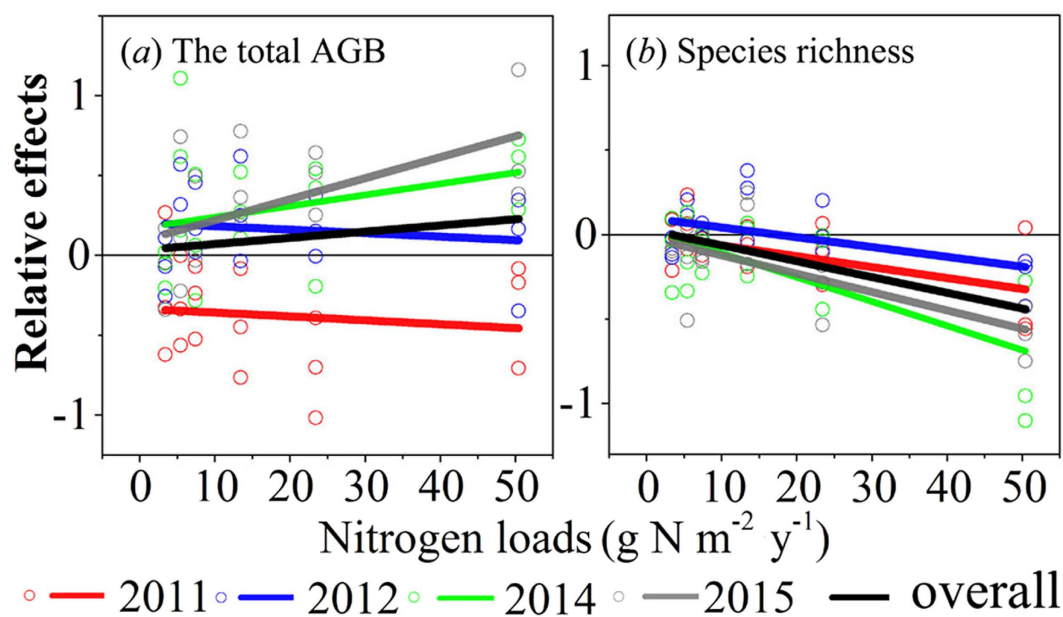 (a) The total AGB
(b) Species richness
Relative effects
1
0
-1
1
0
-1
0 10 20 30 40 50
0 10 20 30 40 50
Nitrogen loads (g N m⁻² y⁻¹)
2011 2012 2014 2015 overall